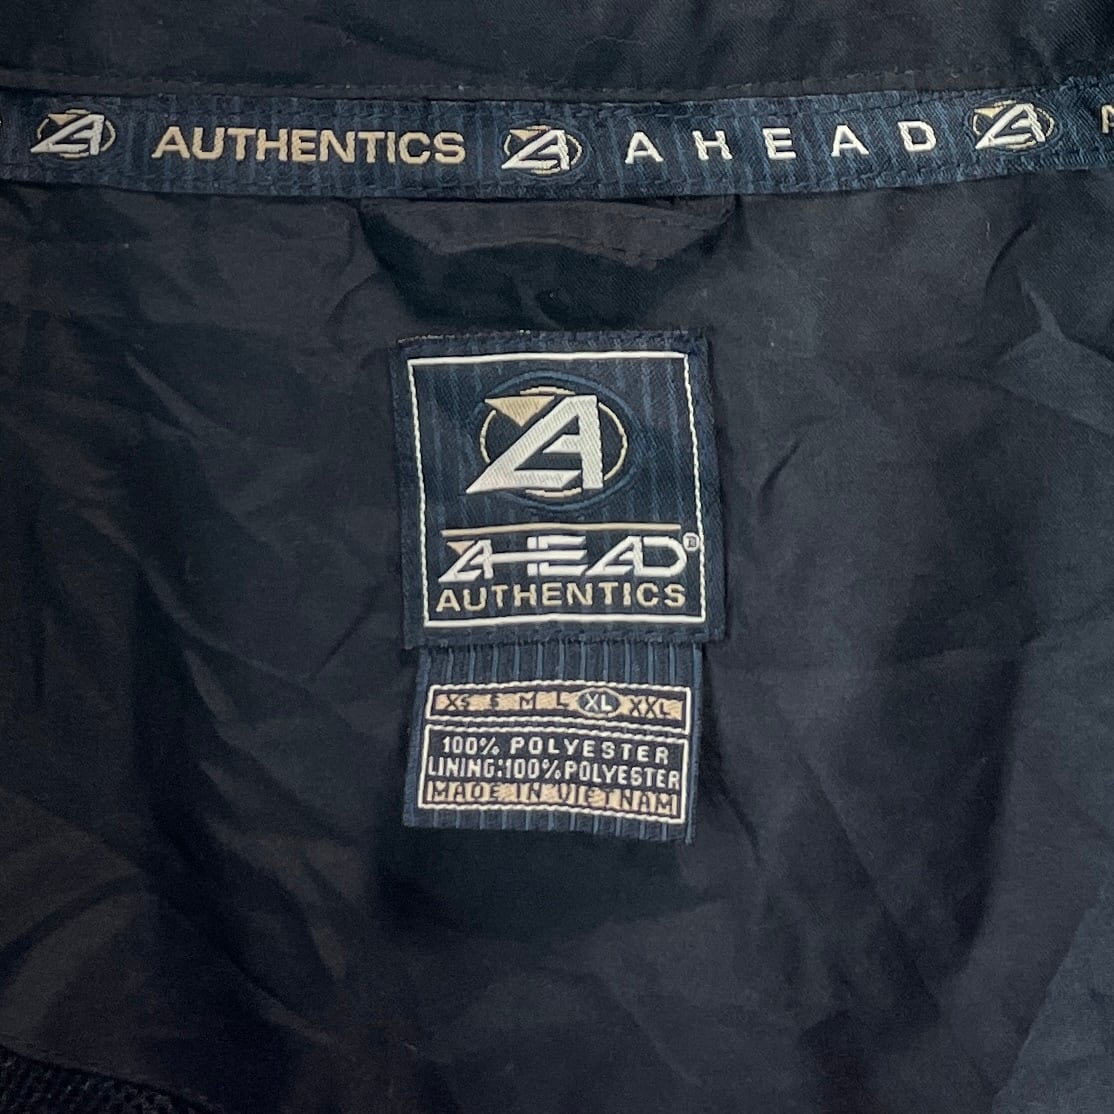 AUTHENTICS AHEAD
AHEAD®
AUTHENTICS
XS S M L XL XXL
100% POLYESTER
LINING:100%POLYESTER
MADE IN VIETNAM